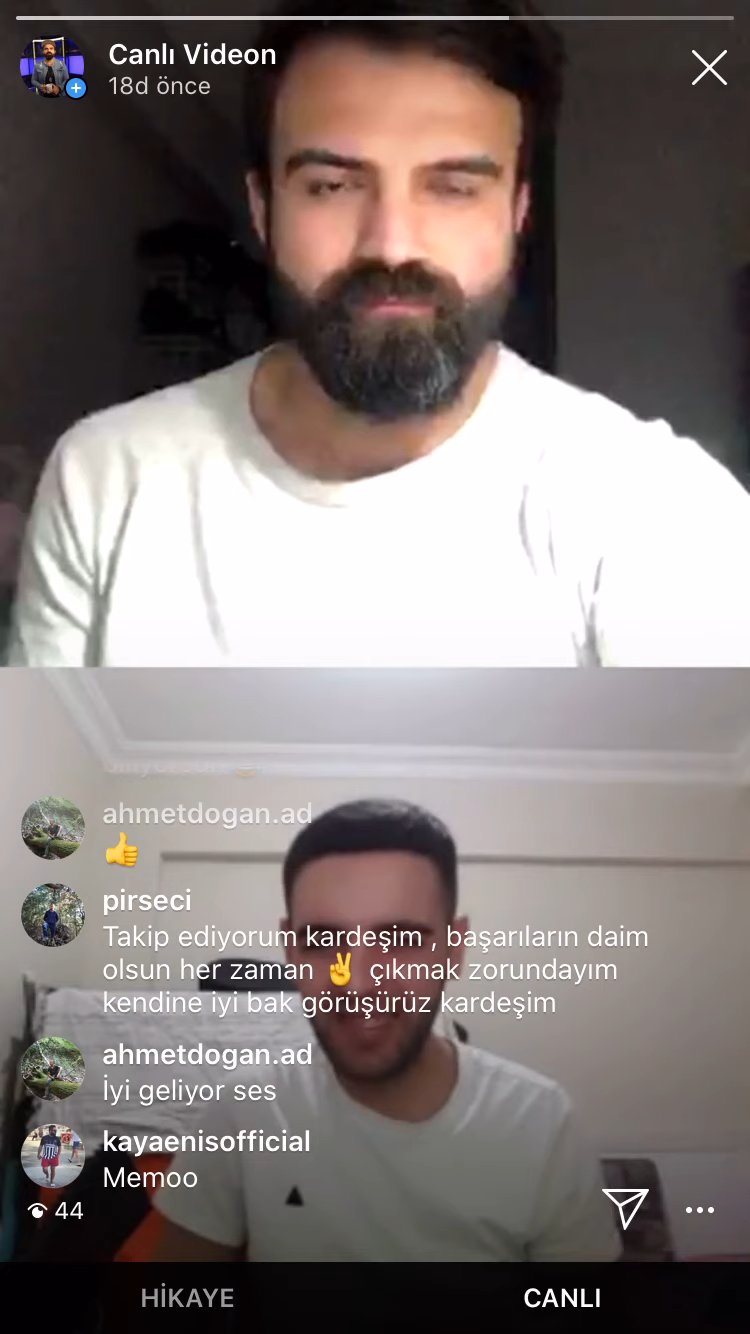 Canlı Videon
18d önce
ahmetdogan.ad
👍
pirseci
Takip ediyorum kardeşim , başarıların daim
olsun her zaman ✌️ çıkmak zorundayım
kendine iyi bak görüşürüz kardeşim
ahmetdogan.ad
İyi geliyor ses
kayaenisofficial
Memoo
44
HİKAYE
CANLI